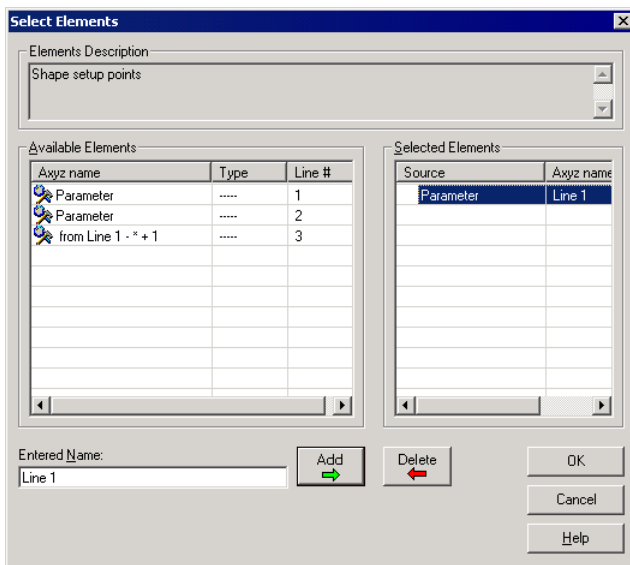 Select Elements
Elements Description
Shape setup points
Available Elements
Axyz name Type Line #
Parameter ----- 1
Parameter ----- 2
from Line 1 - * + 1 ----- 3
Selected Elements
Source Axyz name
Parameter Line 1
Entered Name:
Line 1
Add
Delete
OK
Cancel
Help